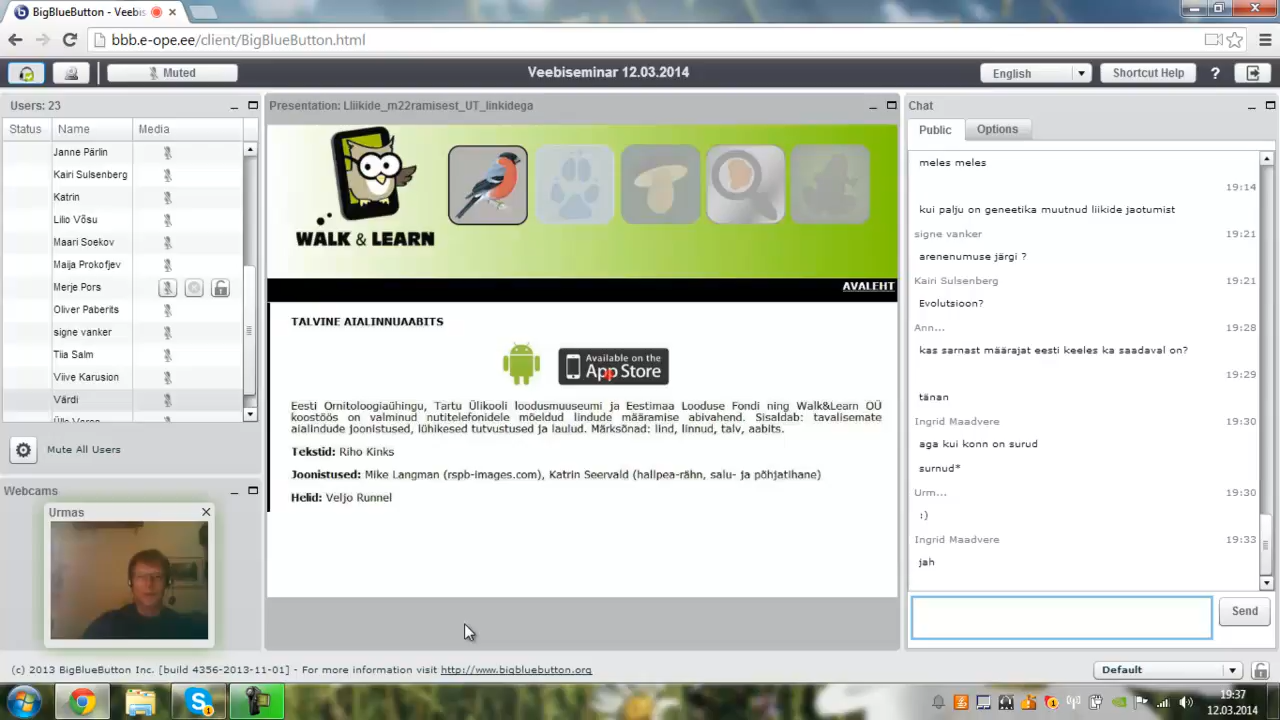 BigBlueButton - Veebis
bbb.e-ope.ee/client/BigBlueButton.html
Muted
Veebiseminar 12.03.2014
English
Shortcut Help
?
Users: 23
Status Name Media
Janne Pärlin
Kairi Sulsenberg
Katrin
Lilio Võsu
Maari Soekov
Maija Prokofjev
Merje Pors
Oliver Paberits
signe vanker
Tiia Salm
Viive Karusion
Värdi
Mute All Users
Webcams
Urmas
Presentation: Lliikide_m22ramisest_UT_linkidega
WALK & LEARN
AVALEHT
TALVINE AIALINNUAABITS
Available on the
App Store
Eesti Ornitoloogiaühingu, Tartu Ülikooli loodusmuuseumi ja Eestimaa Looduse Fondi ning Walk&Learn OÜ
koostöös on valminud nutitelefonidele mõeldud lindude määramise abivahend. Sisaldab: tavalisemate
aialindude joonistused, lühikesed tutvustused ja laulud. Märksõnad: lind, linnud, talv, aabits.
Tekstid: Riho Kinks
Joonistused: Mike Langman (rspb-images.com), Katrin Seervald (hallpea-rähn, salu- ja põhjatihane)
Helid: Veljo Runnel
Chat
Public Options
meles meles
19:14
kui palju on geneetika muutnud liikide jaotumist
signe vanker 19:21
arenenumuse järgi ?
Kairi Sulsenberg 19:21
Evolutsioon?
Ann... 19:28
kas sarnast määrajat eesti keeles ka saadaval on?
19:29
tänan
Ingrid Maadvere 19:30
aga kui konn on surud
surnud*
Urm... 19:30
:}
Ingrid Maadvere 19:33
jah
Send
(c) 2013 BigBlueButton Inc. [build 4356-2013-11-01] - For more information visit http://www.bigbluebutton.org
Default
19:37
12.03.2014